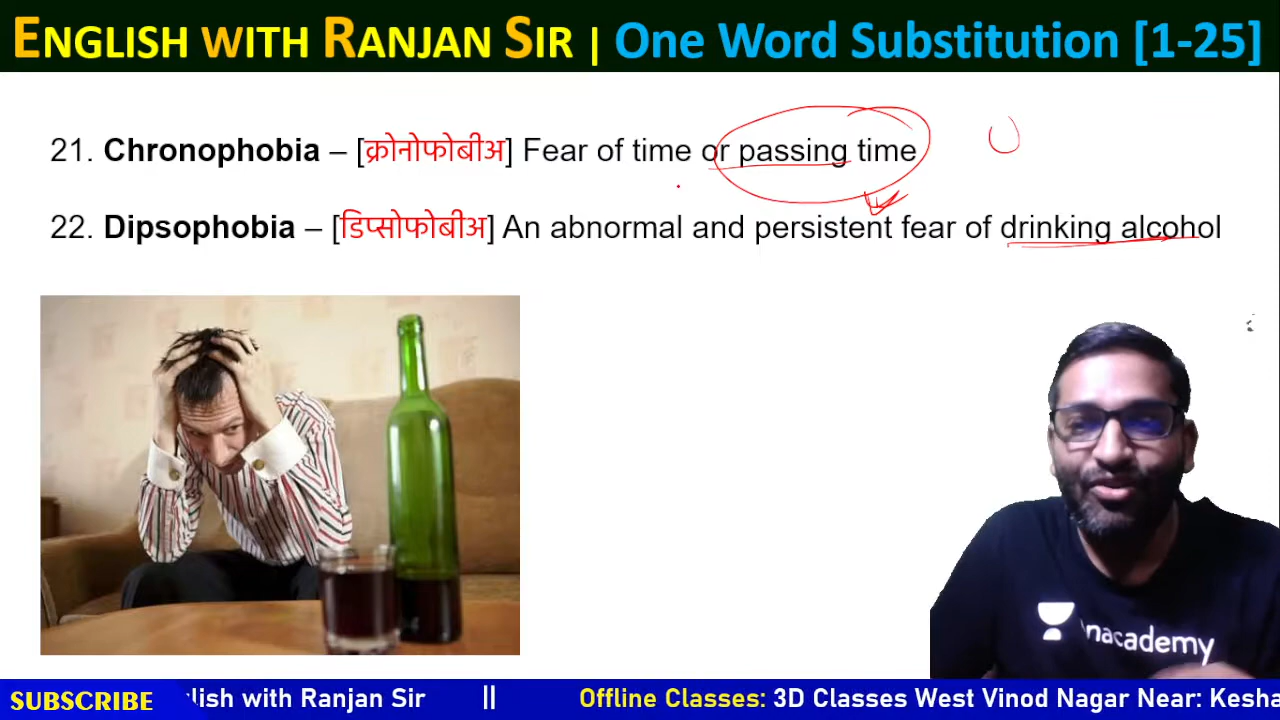 ENGLISH WITH RANJAN SIR | One Word Substitution [1-25]
21. Chronophobia – [क्रोनोफोबीअ] Fear of time or passing time
22. Dipsophobia – [डिप्सोफोबीअ] An abnormal and persistent fear of drinking alcohol
unacademy
SUBSCRIBE lish with Ranjan Sir || Offline Classes: 3D Classes West Vinod Nagar Near: Kesha